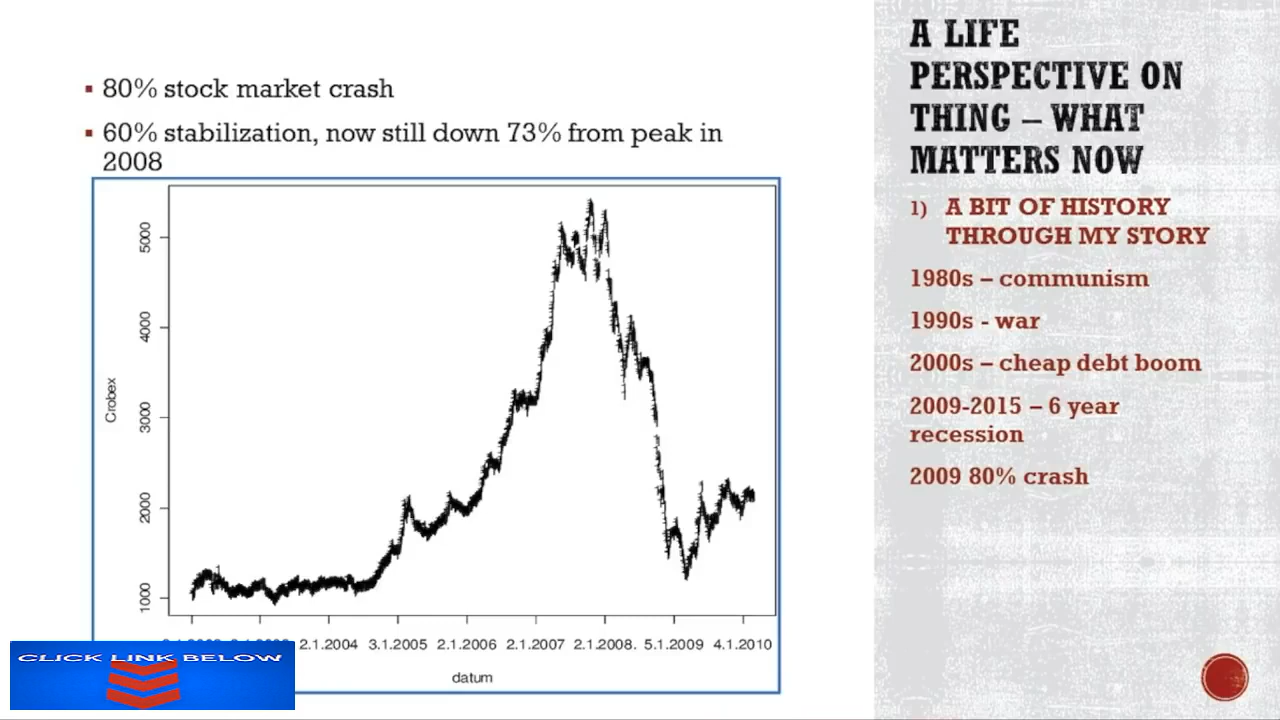 80% stock market crash
60% stabilization, now still down 73% from peak in
2008
5000
4000
3000
2000
1000
Crobex
2.1.2004 3.1.2005 2.1.2006 2.1.2007 2.1.2008. 5.1.2009 4.1.2010
datum
CLICK LINK BELOW
A LIFE
PERSPECTIVE ON
THING – WHAT
MATTERS NOW
1) A BIT OF HISTORY
THROUGH MY STORY
1980s – communism
1990s - war
2000s – cheap debt boom
2009-2015 – 6 year
recession
2009 80% crash